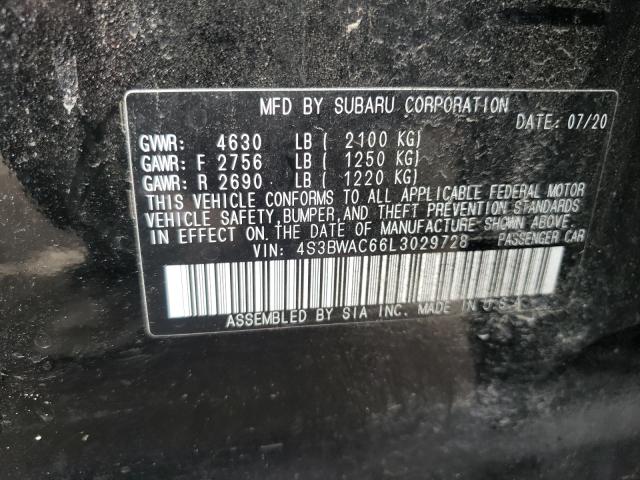 MFD BY SUBARU CORPORATION
DATE: 07/20
GVWR: 4630 LB ( 2100 KG)
GAWR: F 2756 LB ( 1250 KG)
GAWR: R 2690 LB ( 1220 KG)
THIS VEHICLE CONFORMS TO ALL APPLICABLE FEDERAL MOTOR
VEHICLE SAFETY, BUMPER, AND THEFT PREVENTION STANDARDS
IN EFFECT ON. THE DATE OF MANUFACTURE SHOWN ABOVE.
VIN: 4S3BWAC66L3029728 PASSENGER CAR
ASSEMBLED BY SIA INC. MADE IN U.S.A.